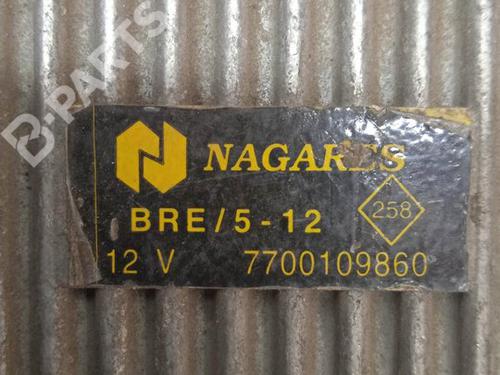 B-PARTS
NAGARES
BRE/5-12
258
12 V 7700109860